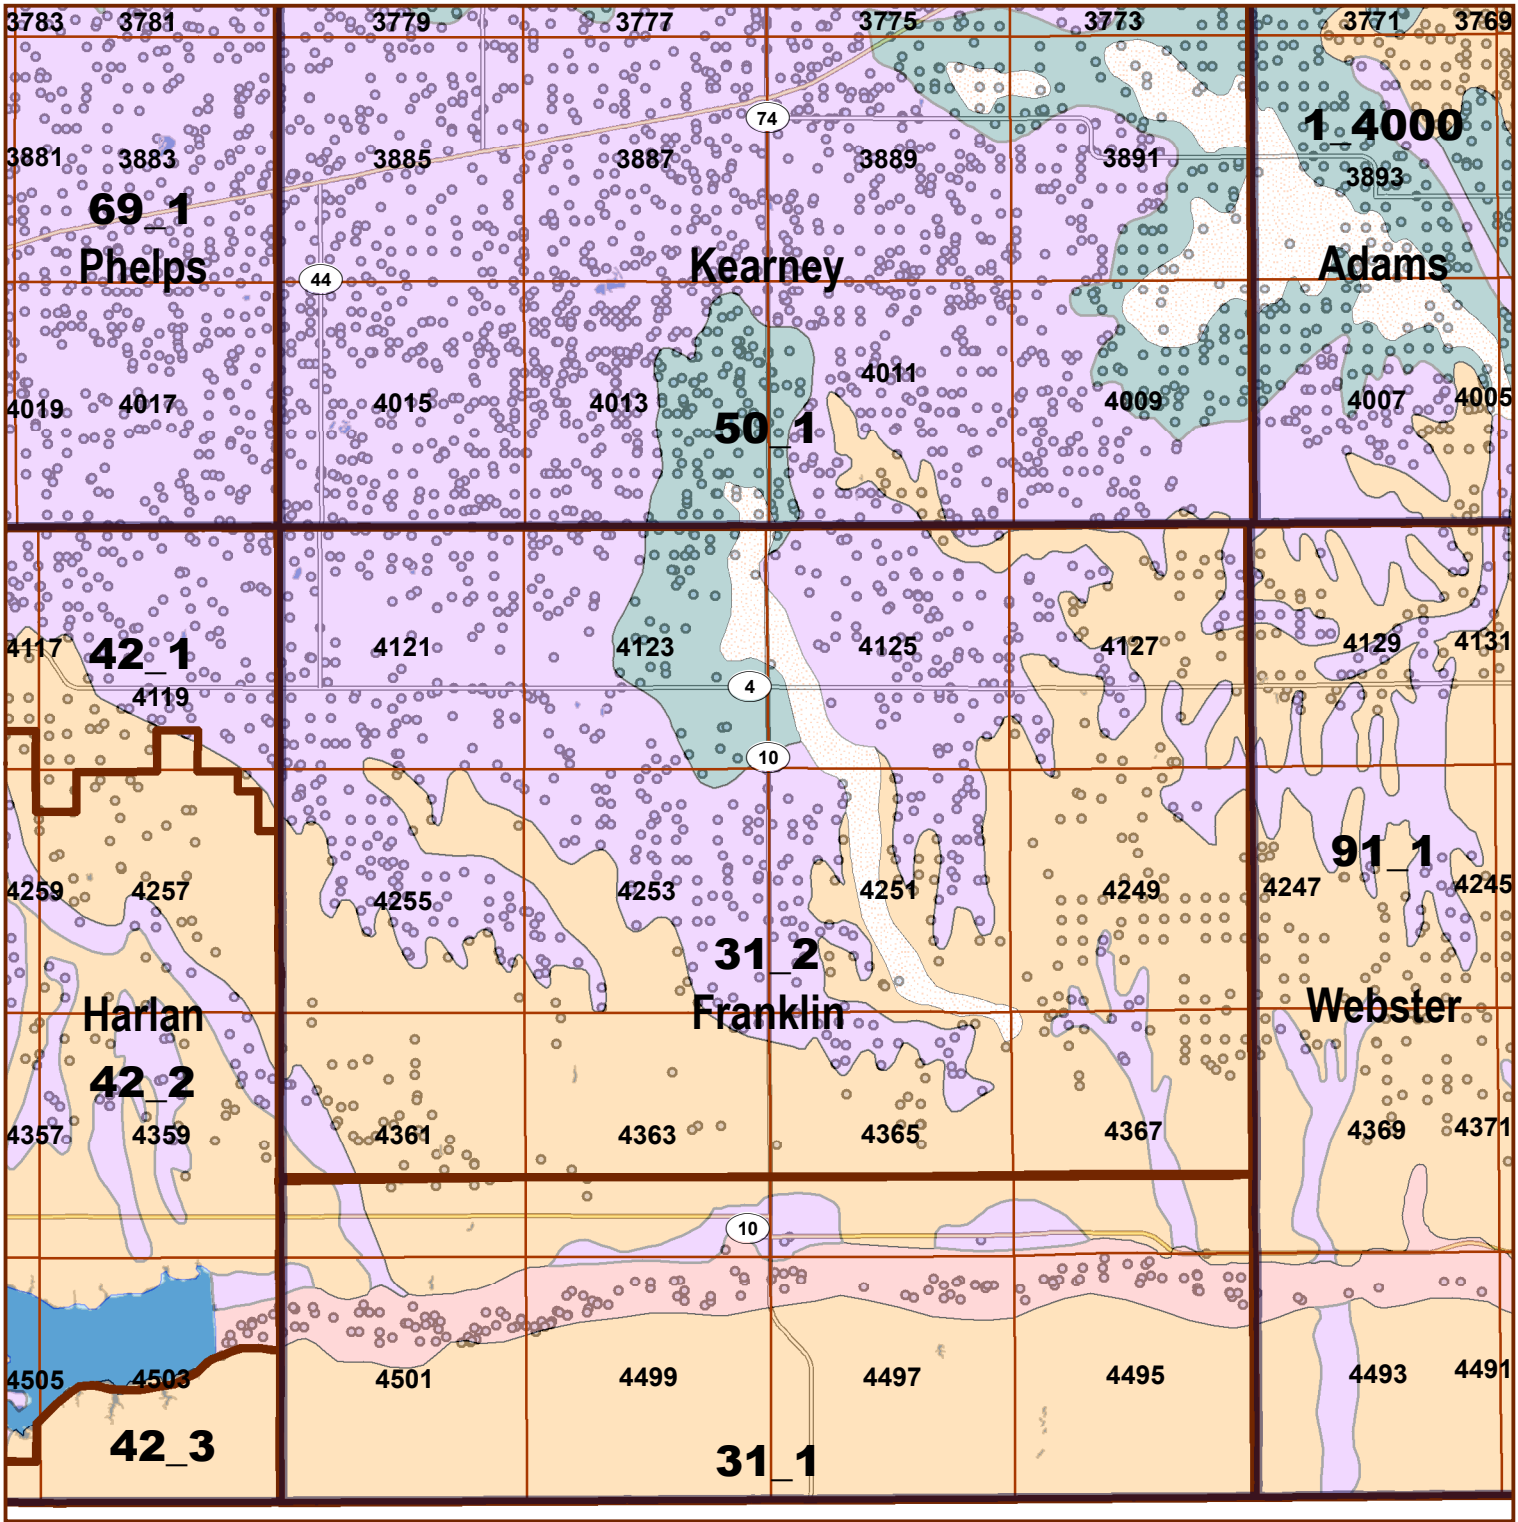 3783 3781 3779 3777 3775 3773 3771 3769
74
1_4000
3881 3883 3885 3887 3889 3891 3893
69_1
Phelps Kearney Adams
44
4019 4017 4015 4013 4011 4009 4007 4005
50_1
4117 42_1 4121 4123 4125 4127 4129 4131
4119
4
10
91_1
4259 4257 4255 4253 4251 4249 4247 4245
31_2
Harlan Franklin Webster
42_2
4357 4359 4361 4363 4365 4367 4369 4371
10
4505 4503 4501 4499 4497 4495 4493 4491
42_3 31_1